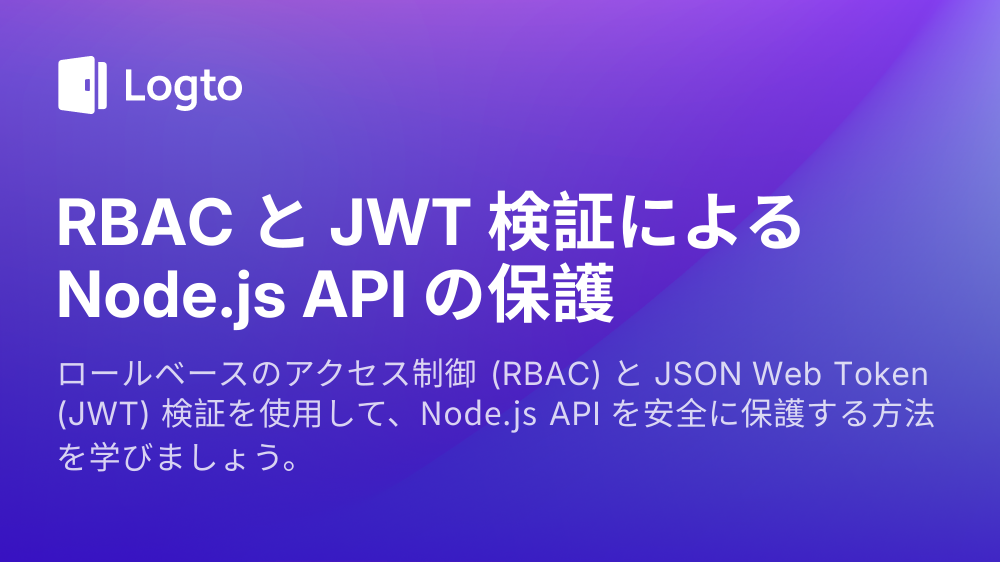 Logto
RBAC と JWT 検証による
Node.js API の保護
ロールベースのアクセス制御 (RBAC) と JSON Web Token
(JWT) 検証を使用して、Node.js API を安全に保護する方法
を学びましょう。